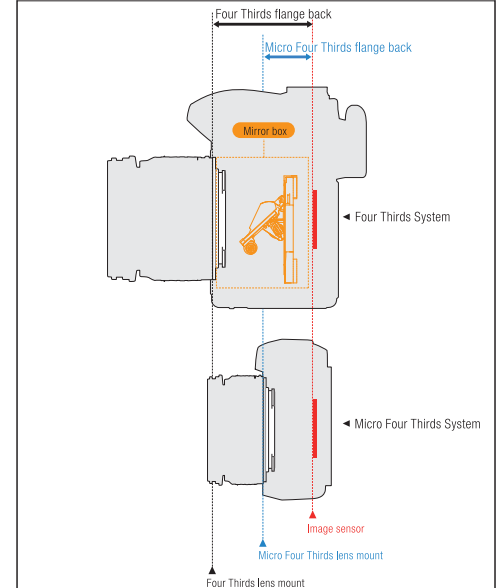 Four Thirds flange back
Micro Four Thirds flange back
Mirror box
Four Thirds System
Micro Four Thirds System
Image sensor
Micro Four Thirds lens mount
Four Thirds lens mount